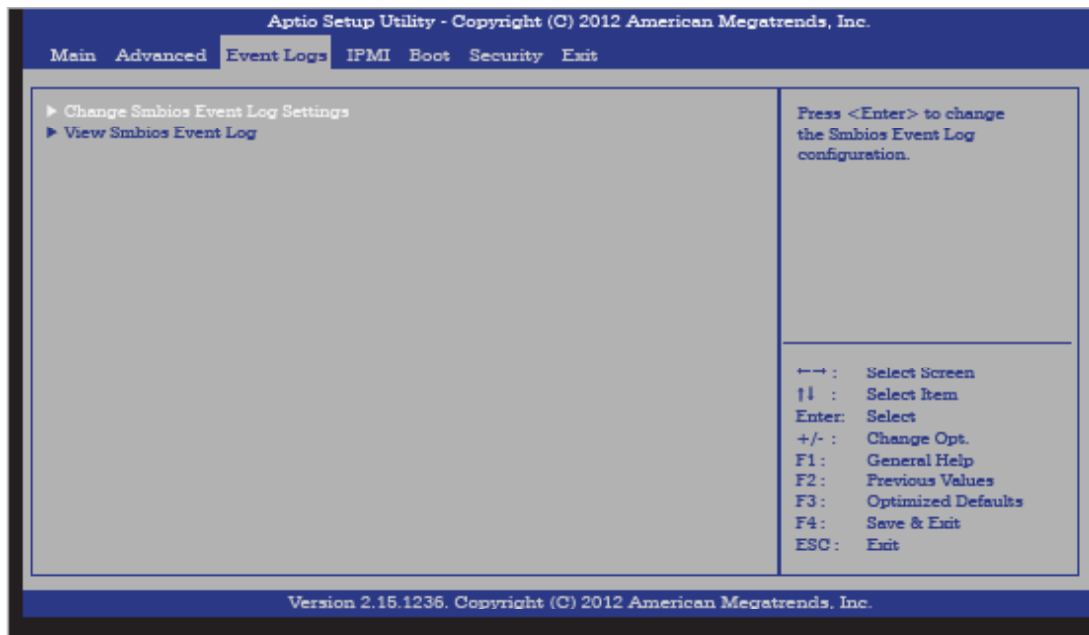 Aptio Setup Utility - Copyright (C) 2012 American Megatrends, Inc.
Main Advanced Event Logs IPMI Boot Security Exit
▶ Change Smbios Event Log Settings
▶ View Smbios Event Log
Press <Enter> to change
the Smbios Event Log
configuration.
←→ : Select Screen
↑↓ : Select Item
Enter: Select
+/- : Change Opt.
F1 : General Help
F2 : Previous Values
F3 : Optimized Defaults
F4 : Save & Exit
ESC : Exit
Version 2.15.1236. Copyright (C) 2012 American Megatrends, Inc.